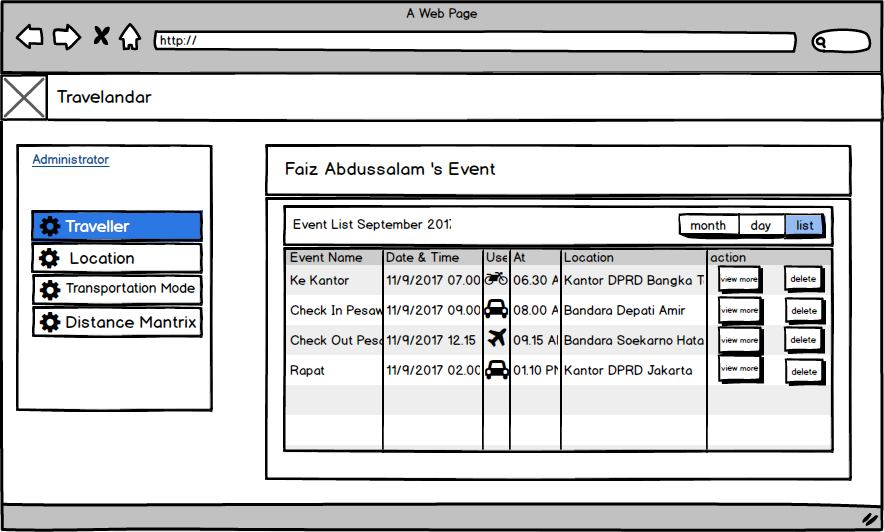 A Web Page
http://
Travelandar
Administrator
Traveller
Location
Transportation Mode
Distance Mantrix
Faiz Abdussalam 's Event
Event List September 2017
month day list
Event Name Date & Time Use At Location action
Ke Kantor 11/9/2017 07.00 06.30 A Kantor DPRD Bangka T view more delete
Check In Pesaw 11/9/2017 09.00 08.00 A Bandara Depati Amir view more delete
Check Out Pesa 11/9/2017 12.15 09.15 A Bandara Soekarno Hata view more delete
Rapat 11/9/2017 02.00 01.10 PM Kantor DPRD Jakarta view more delete